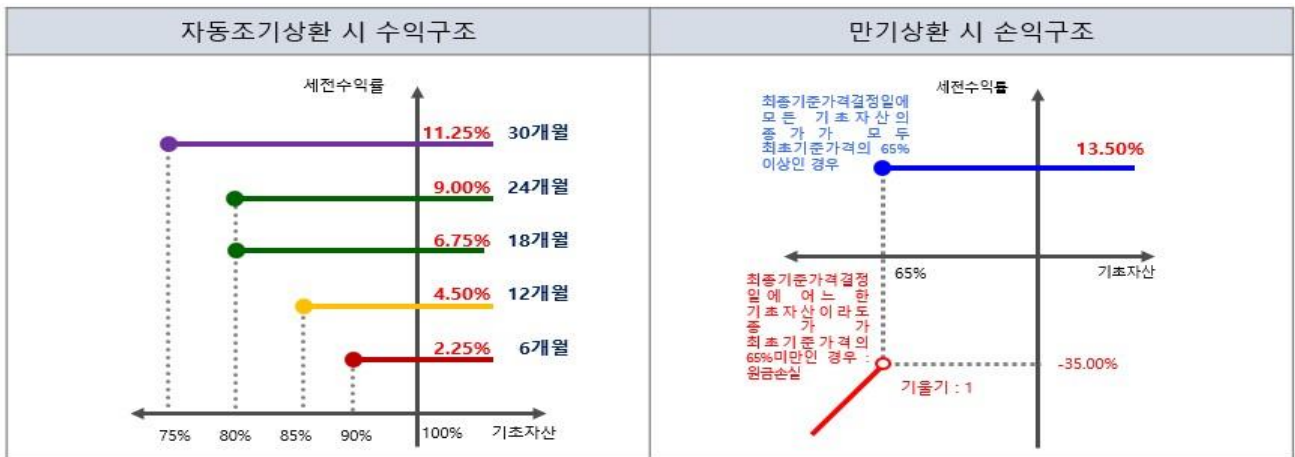 자동조기상환 시 수익구조
세전수익률
11.25% 30개월
9.00% 24개월
6.75% 18개월
4.50% 12개월
2.25% 6개월
75% 80% 85% 90% 100% 기초자산
만기상환 시 손익구조
세전수익률
최종기준가격결정일에
모든 기초자산의
종가가 모두
최초기준가격의 65%
이상인 경우
13.50%
65%
기초자산
최종기준가격결정
일에 어느 한
기초자산이라도
종가가
최초기준가격의
65%미만인 경우 :
원금손실
-35.00%
기울기 : 1